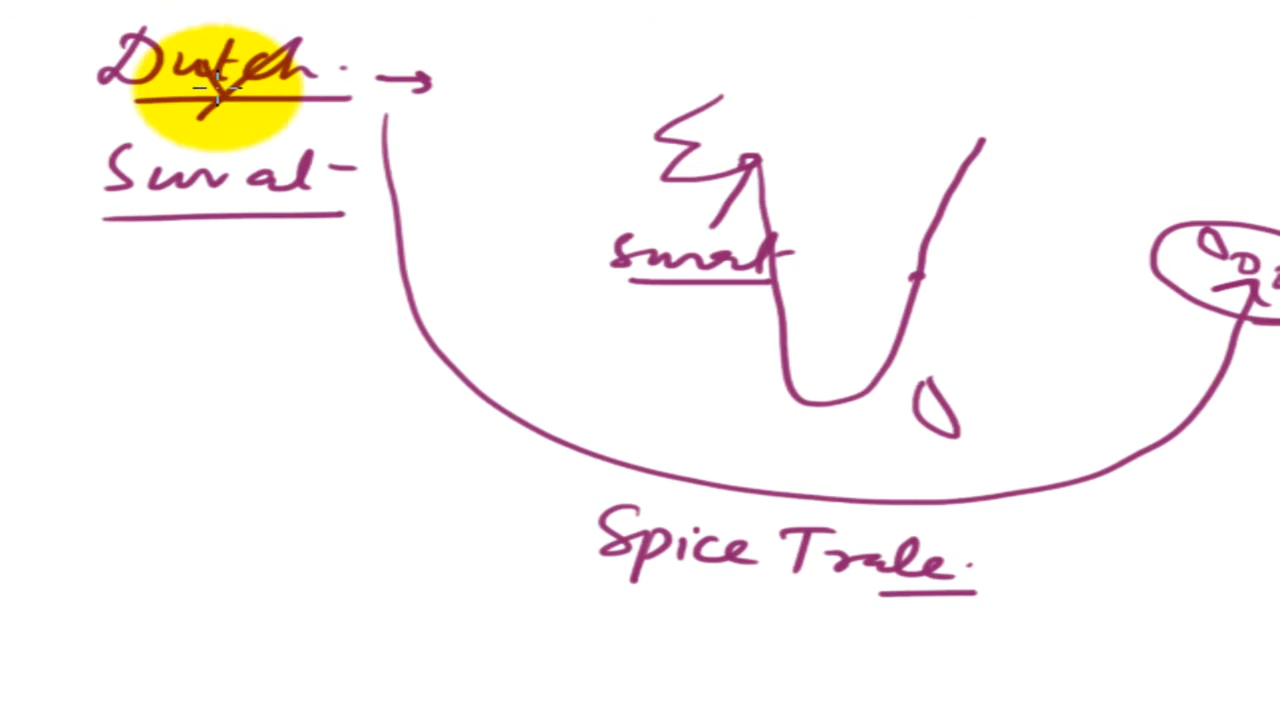 Dutch. →
Surat -
Surat
Spice Trade.